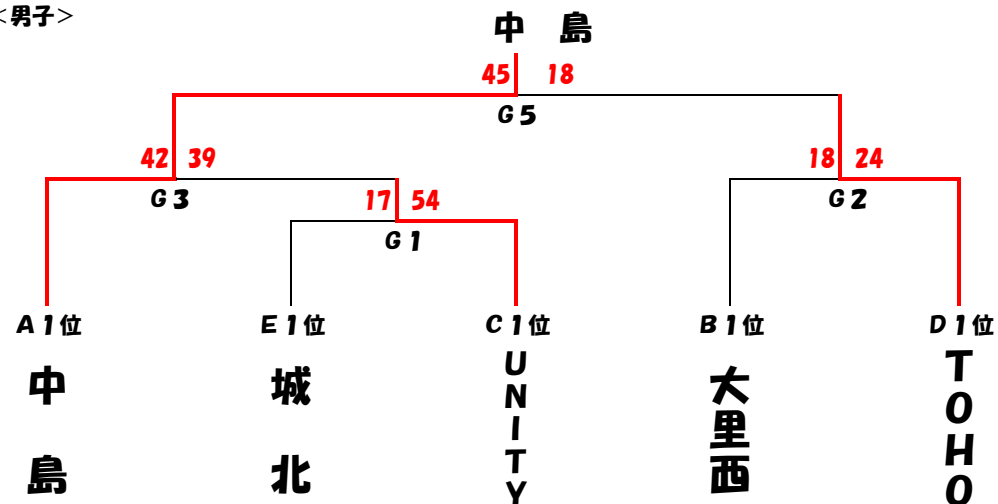 <男子>
中 島
45 18
G5
42 39
18 24
G3
G2
17 54
G1
A1位
E1位
C1位
B1位
D1位
中島
城北
UNITY
大里西
TOHO